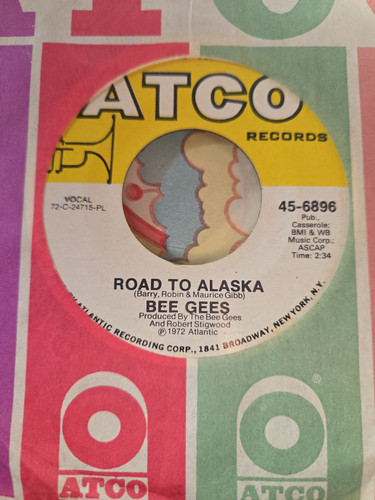 ATCO
RECORDS
VOCAL
72-C-24715-PL
45-6896
Pub.,
Casserole:
BMI & WB
Music Corp.;
ASCAP
Time: 2:34
ROAD TO ALASKA
(Barry, Robin & Maurice Gibb)
BEE GEES
Produced By The Bee Gees
And Robert Stigwood
℗1972 Atlantic
ATLANTIC RECORDING CORP., 1841 BROADWAY, NEW YORK, N.Y.
®
ATCO
ATCO